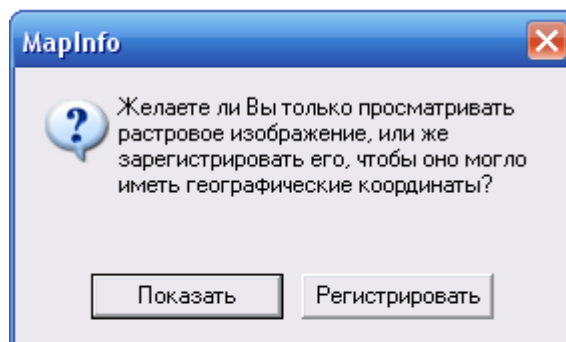 MapInfo
Желаете ли Вы только просматривать
растровое изображение, или же
зарегистрировать его, чтобы оно могло
иметь географические координаты?
Показать
Регистрировать